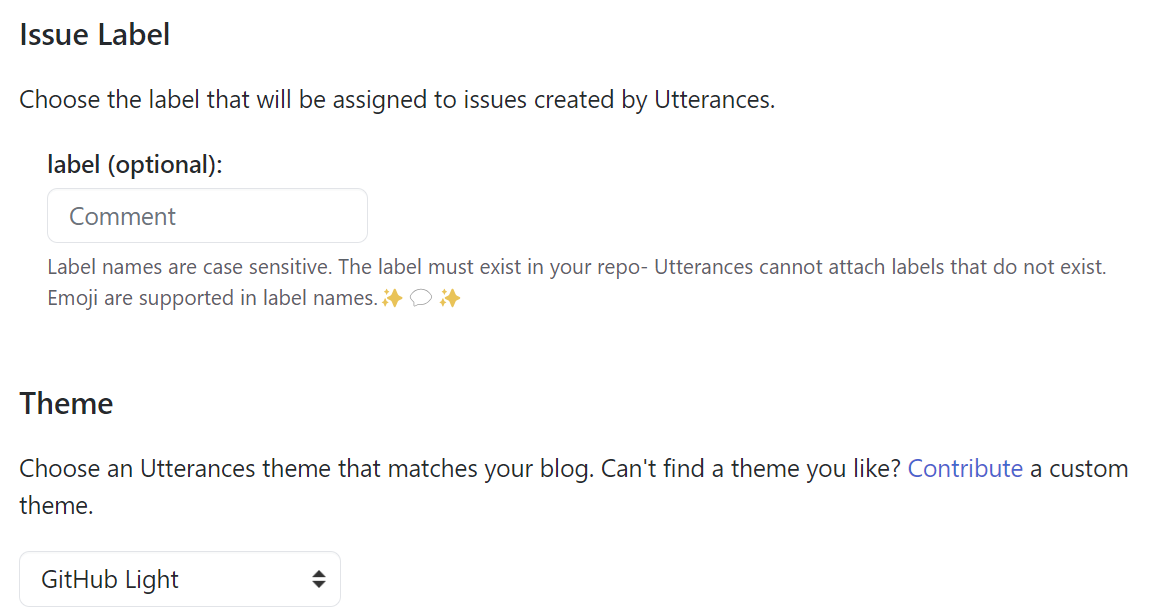 Issue Label
Choose the label that will be assigned to issues created by Utterances.
label (optional):
Comment
Label names are case sensitive. The label must exist in your repo- Utterances cannot attach labels that do not exist.
Emoji are supported in label names.✨💬✨
Theme
Choose an Utterances theme that matches your blog. Can't find a theme you like? Contribute a custom
theme.
GitHub Light